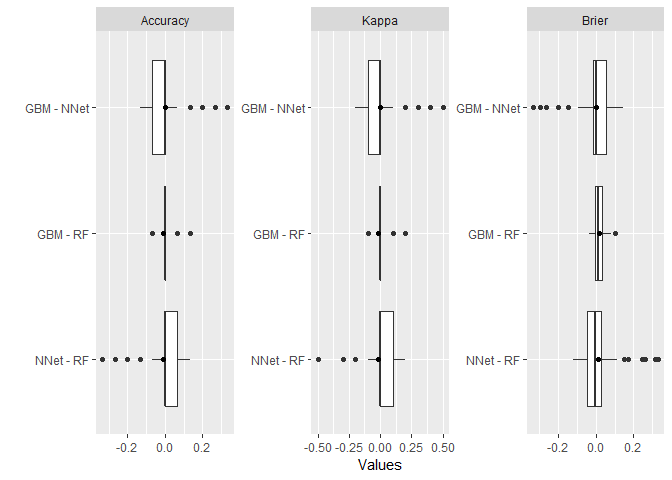 Accuracy Kappa Brier
GBM - NNet GBM - NNet GBM - NNet
GBM - RF GBM - RF GBM - RF
NNet - RF NNet - RF NNet - RF
-0.2 0.0 0.2 -0.50 -0.25 0.00 0.25 0.50 -0.2 0.0 0.2
Values